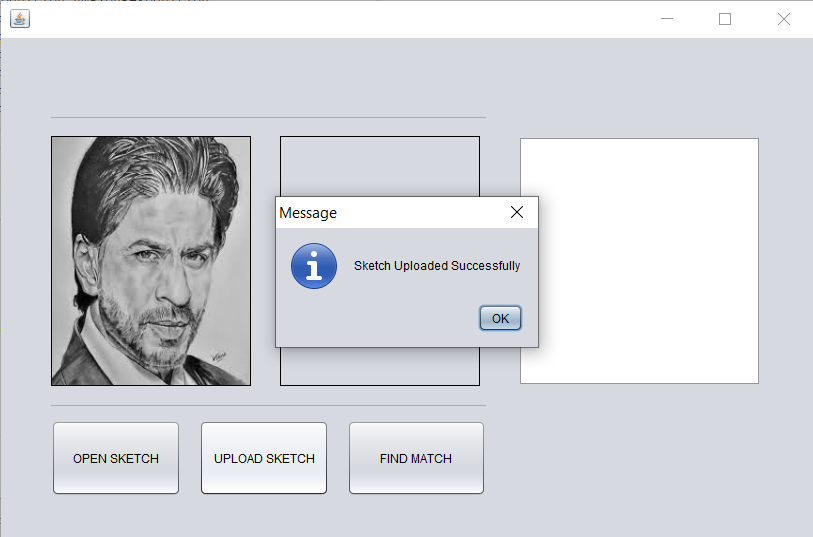 Message
Sketch Uploaded Successfully
OK
OPEN SKETCH
UPLOAD SKETCH
FIND MATCH